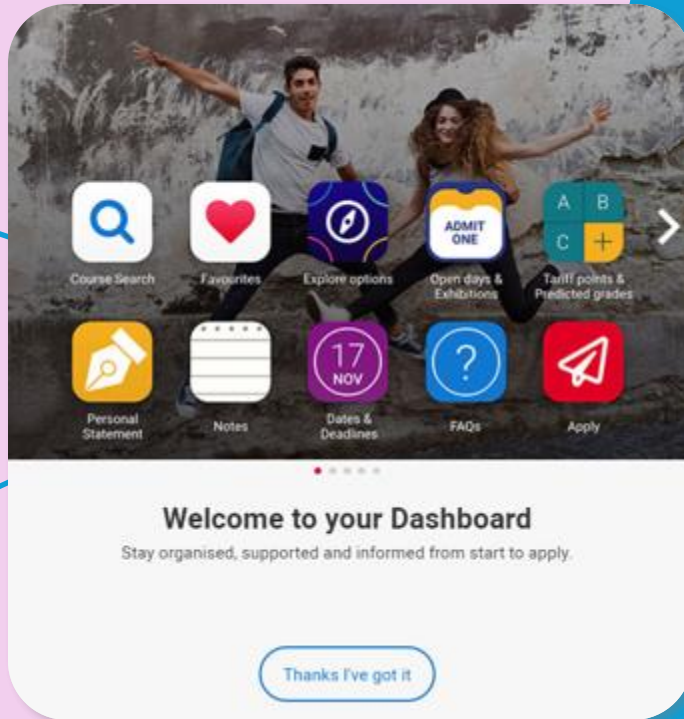 ADMIT
ONE
A B
C +
Course Search
Favourites
Explore options
Open days &
Exhibitions
Tariff points &
Predicted grades
17
NOV
?
Personal
Statement
Notes
Dates &
Deadlines
FAQs
Apply
Welcome to your Dashboard
Stay organised, supported and informed from start to apply.
Thanks I've got it